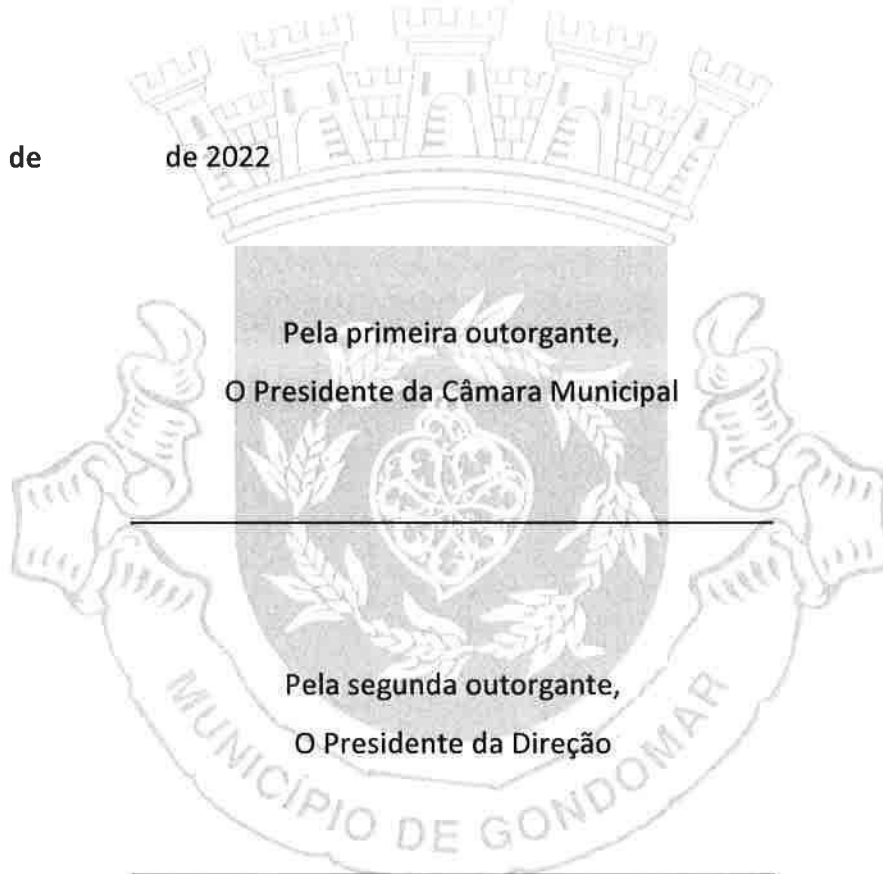 de de 2022
Pela primeira outorgante,
O Presidente da Câmara Municipal
Pela segunda outorgante,
O Presidente da Direção
MUNICÍPIO DE GONDOMAR